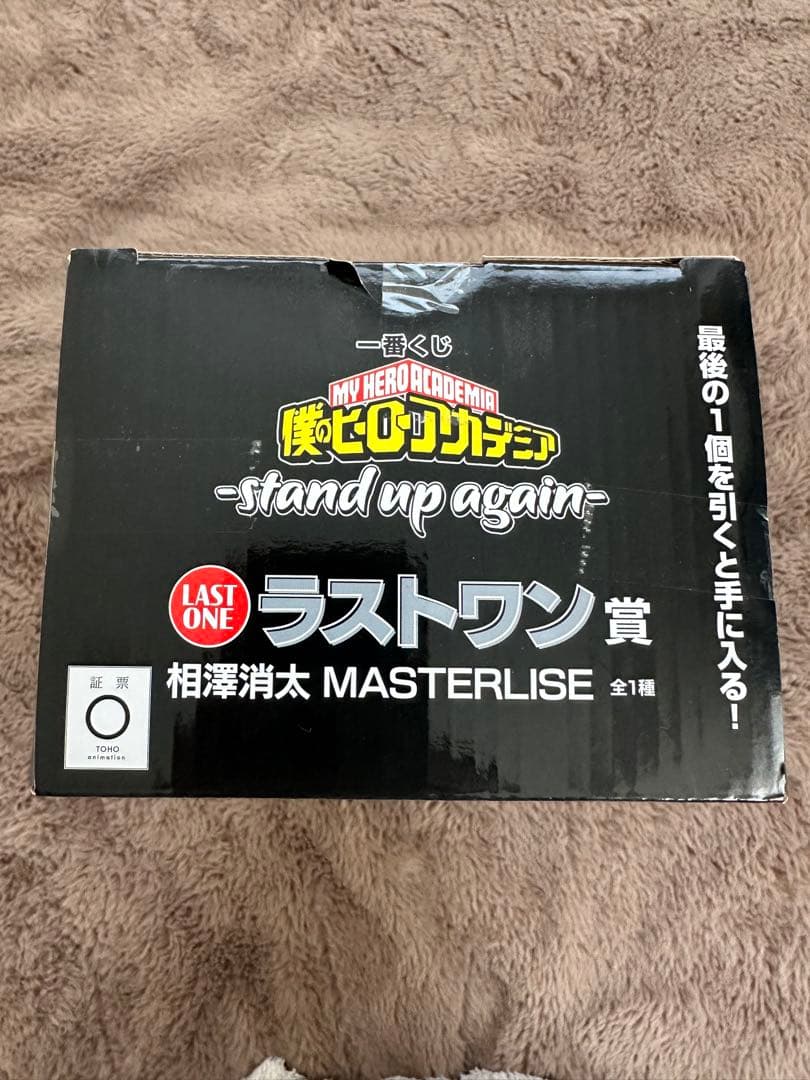 一番くじ
MY HERO ACADEMIA
僕のヒーローアカデミア
-stand up again-
LAST
ONE
ラストワン賞
相澤消太 MASTERLISE 全1種
最後の1個を引くと手に入る!
証票
TOHO
animation